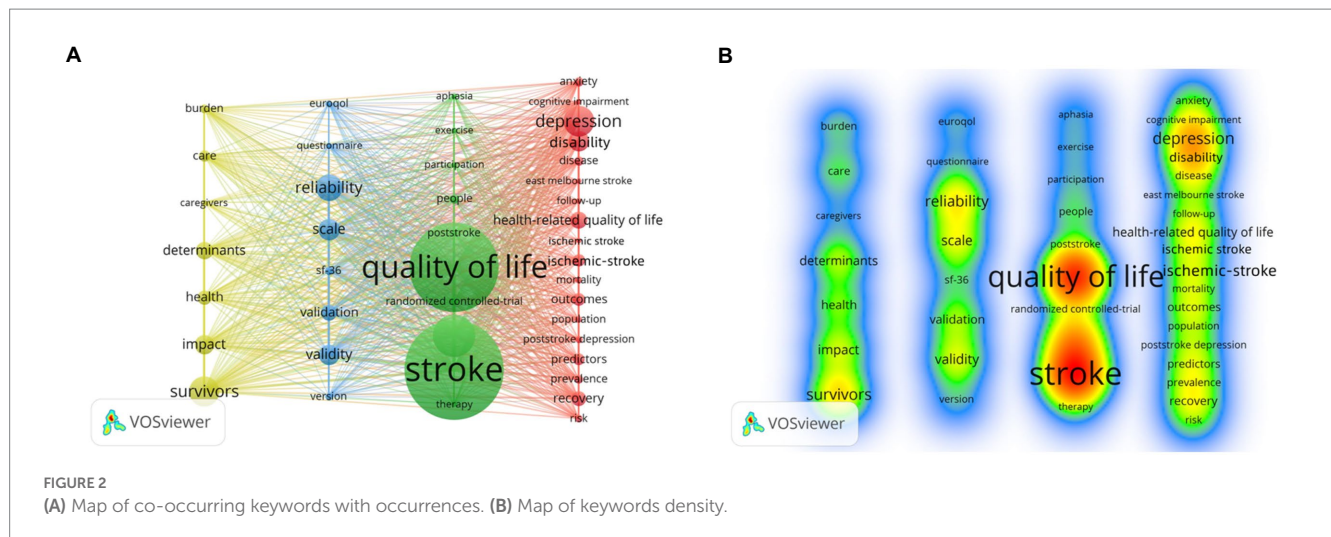 A
burden
care
caregivers
determinants
health
impact
survivors
euroqol
questionnaire
reliability
scale
sf-36
validation
validity
version
aphasia
exercise
participation
people
poststroke
quality of life
randomized controlled-trial
stroke
therapy
anxiety
cognitive impairment
depression
disability
disease
east melbourne stroke
follow-up
health-related quality of life
ischemic stroke
ischemic-stroke
mortality
outcomes
population
poststroke depression
predictors
prevalence
recovery
risk
VOSviewer
B
burden
care
caregivers
determinants
health
impact
survivors
euroqol
questionnaire
reliability
scale
sf-36
validation
validity
version
aphasia
exercise
participation
people
poststroke
quality of life
randomized controlled-trial
stroke
therapy
anxiety
cognitive impairment
depression
disability
disease
east melbourne stroke
follow-up
health-related quality of life
ischemic stroke
ischemic-stroke
mortality
outcomes
population
poststroke depression
predictors
prevalence
recovery
risk
VOSviewer
FIGURE 2
(A) Map of co-occurring keywords with occurrences. (B) Map of keywords density.